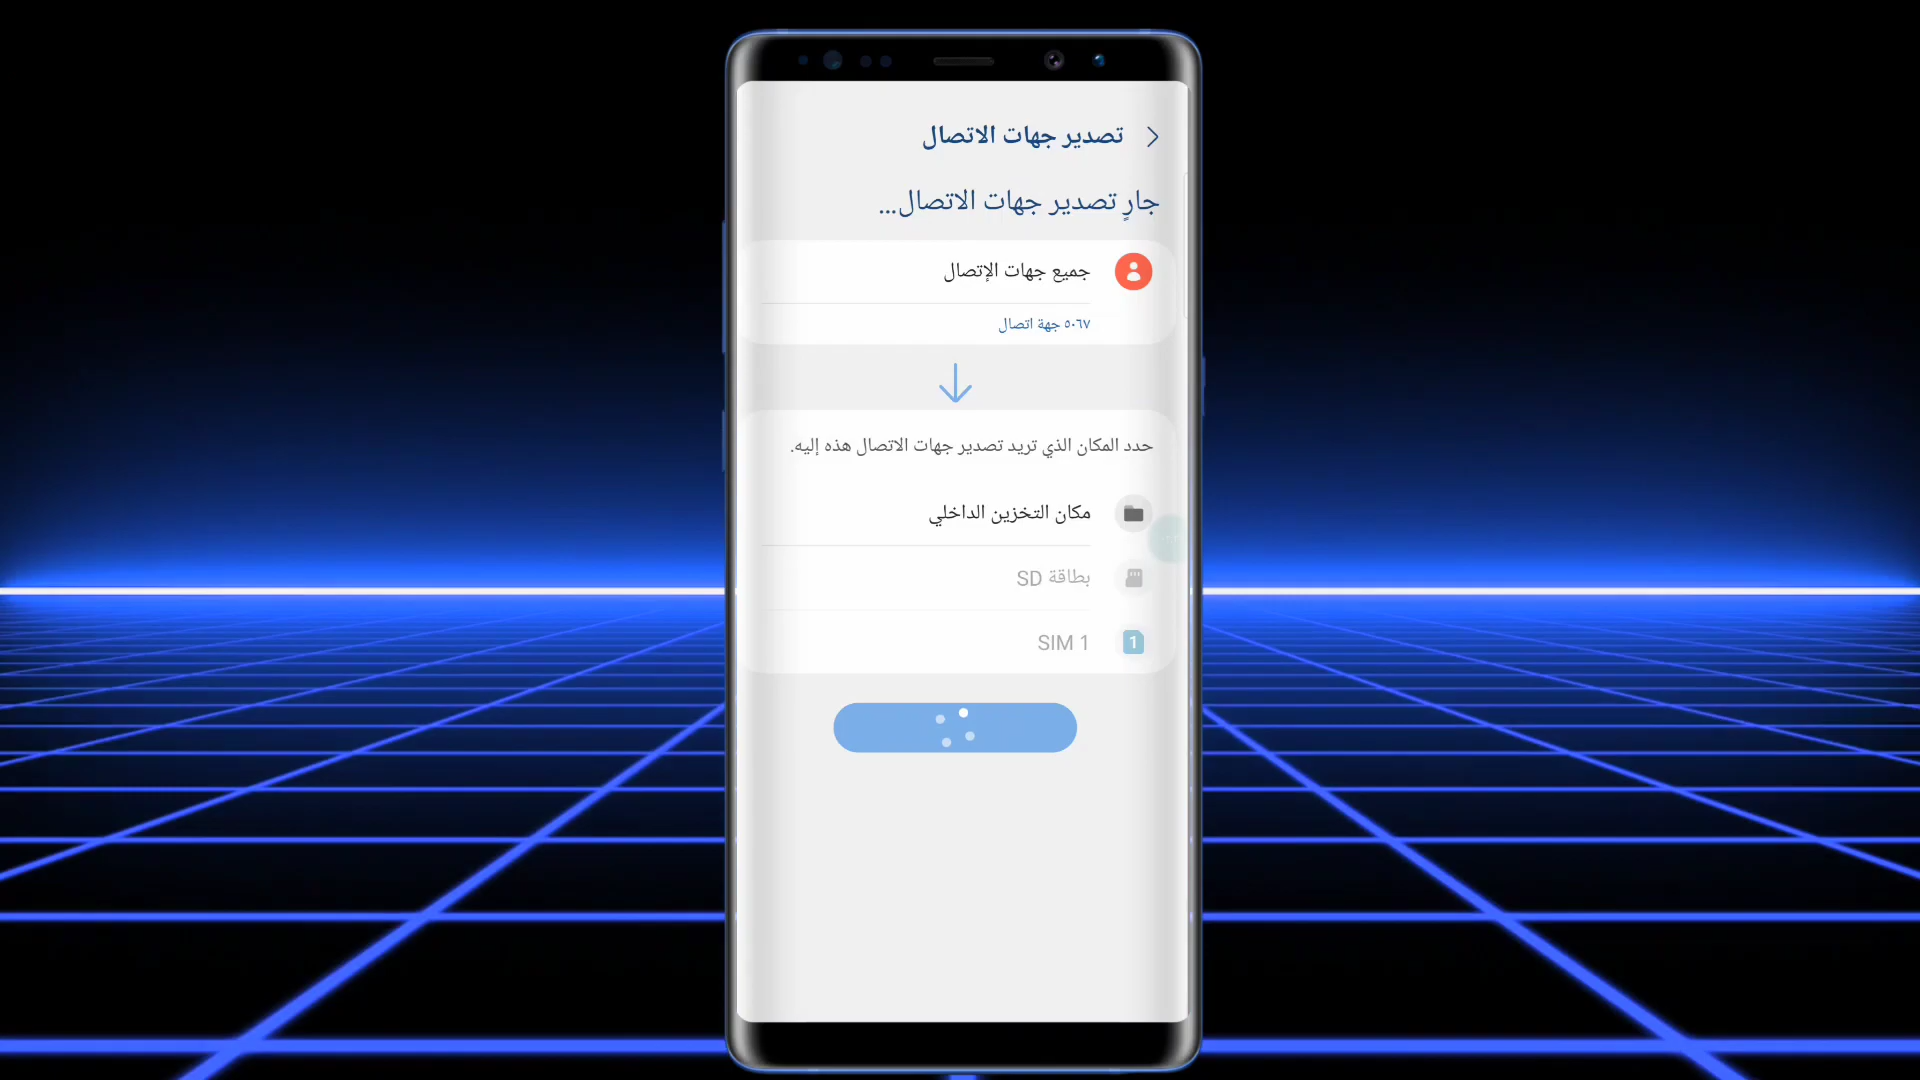 تصدير جهات الاتصال
جارٍ تصدير جهات الاتصال...
جميع جهات الإتصال
٥٠٦٧ جهة اتصال
حدد المكان الذي تريد تصدير جهات الاتصال هذه إليه.
مكان التخزين الداخلي
بطاقة SD
SIM 1
1